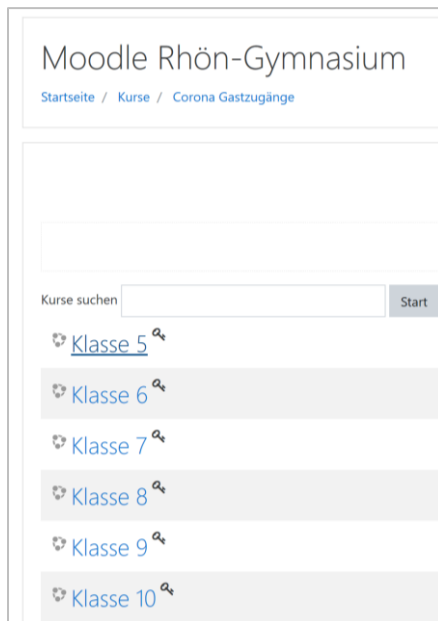 Moodle Rhön-Gymnasium
Startseite / Kurse / Corona Gastzugänge
Kurse suchen Start
Klasse 5
Klasse 6
Klasse 7
Klasse 8
Klasse 9
Klasse 10